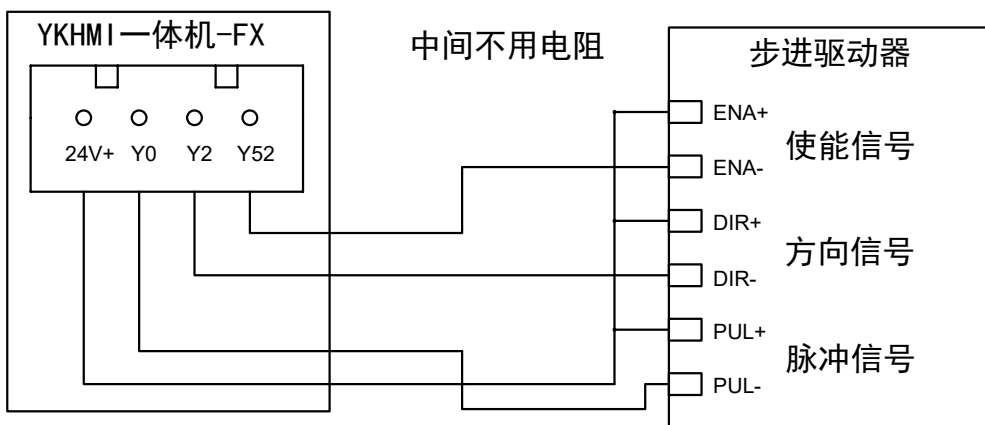 YKHMI一体机-FX
中间不用电阻
步进驱动器
24V+ Y0 Y2 Y52
ENA+
使能信号
ENA-
DIR+
方向信号
DIR-
PUL+
脉冲信号
PUL-